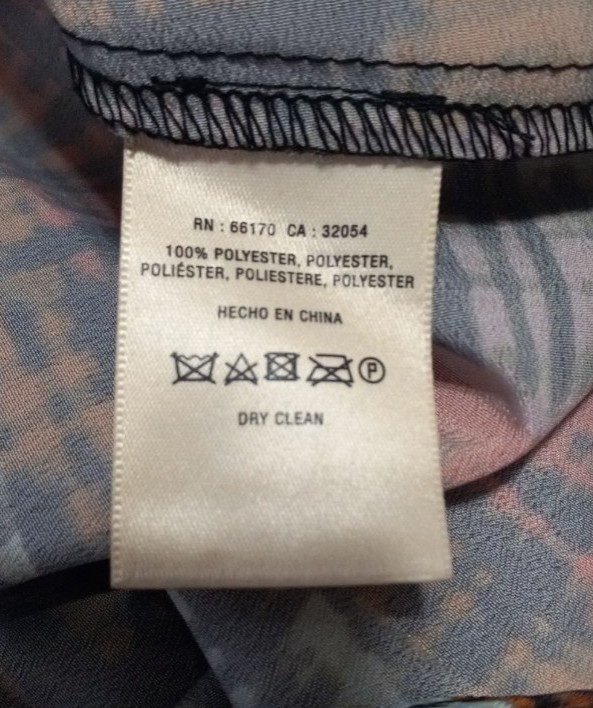 RN : 66170 CA : 32054
100% POLYESTER, POLYESTER,
POLIÉSTER, POLIESTERE, POLYESTER
HECHO EN CHINA
P
DRY CLEAN